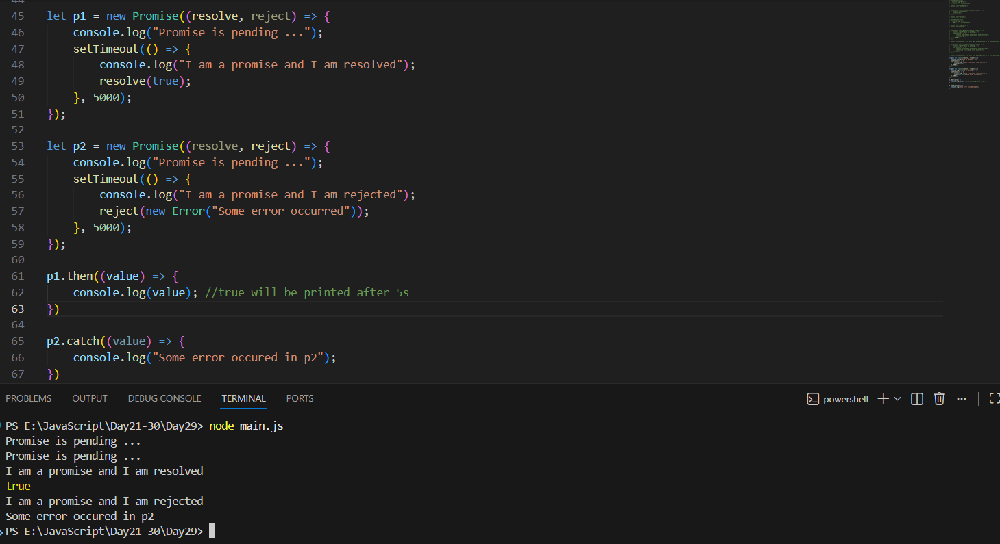 44
45 let p1 = new Promise((resolve, reject) => {
46     console.log("Promise is pending ...");
47     setTimeout(() => {
48         console.log("I am a promise and I am resolved");
49         resolve(true);
50     }, 5000);
51 });
52
53 let p2 = new Promise((resolve, reject) => {
54     console.log("Promise is pending ...");
55     setTimeout(() => {
56         console.log("I am a promise and I am rejected");
57         reject(new Error("Some error occurred"));
58     }, 5000);
59 });
60
61 p1.then((value) => {
62     console.log(value); //true will be printed after 5s
63 })
64
65 p2.catch((value) => {
66     console.log("Some error occured in p2");
67 })
PROBLEMS OUTPUT DEBUG CONSOLE TERMINAL PORTS powershell
PS E:\JavaScript\Day21-30\Day29> node main.js
Promise is pending ...
Promise is pending ...
I am a promise and I am resolved
true
I am a promise and I am rejected
Some error occured in p2
PS E:\JavaScript\Day21-30\Day29>